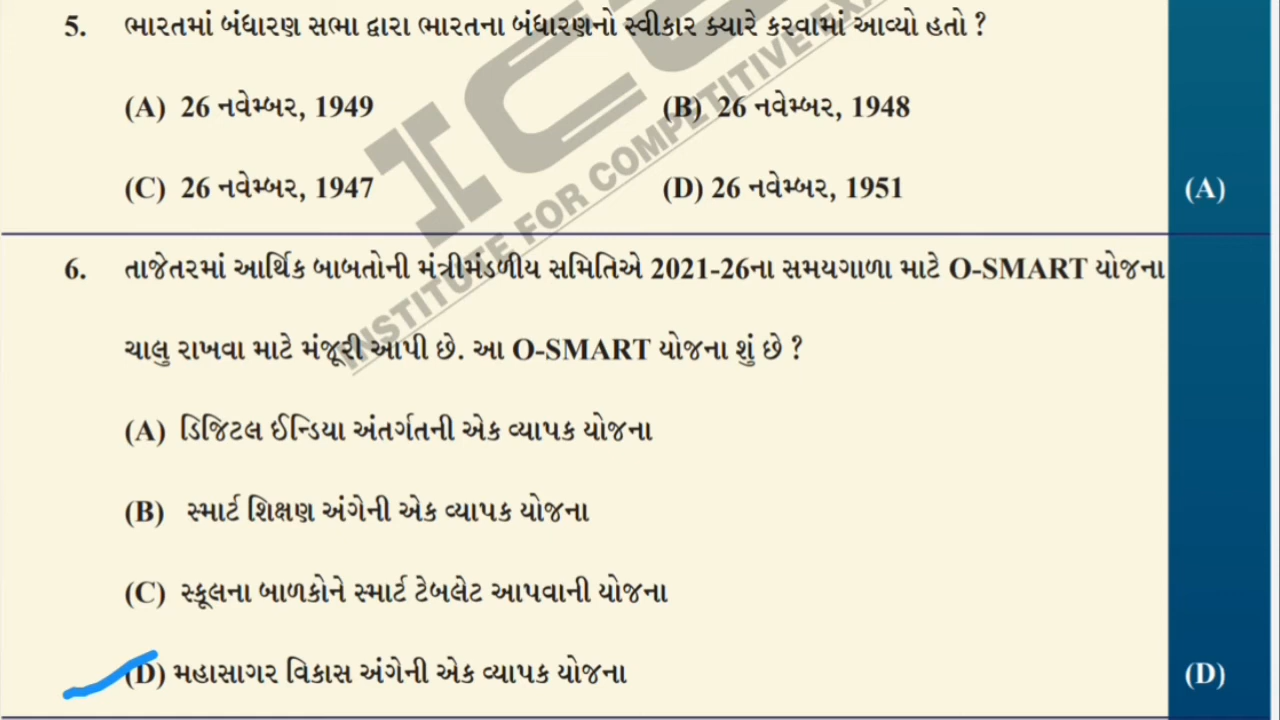 5. ભારતમાં બંધારણ સભા દ્વારા ભારતના બંધારણનો સ્વીકાર ક્યારે કરવામાં આવ્યો હતો ?
(A) 26 નવેમ્બર, 1949 (B) 26 નવેમ્બર, 1948
(C) 26 નવેમ્બર, 1947 (D) 26 નવેમ્બર, 1951 (A)
6. તાજેતરમાં આર્થિક બાબતોની મંત્રીમંડળીય સમિતિએ 2021-26ના સમયગાળા માટે O-SMART યોજના
ચાલુ રાખવા માટે મંજૂરી આપી છે. આ O-SMART યોજના શું છે ?
(A) ડિજિટલ ઈન્ડિયા અંતર્ગતની એક વ્યાપક યોજના
(B) સ્માર્ટ શિક્ષણ અંગેની એક વ્યાપક યોજના
(C) સ્કૂલના બાળકોને સ્માર્ટ ટેબલેટ આપવાની યોજના
(D) મહાસાગર વિકાસ અંગેની એક વ્યાપક યોજના (D)
INSTITUTE FOR COMPETITIVE